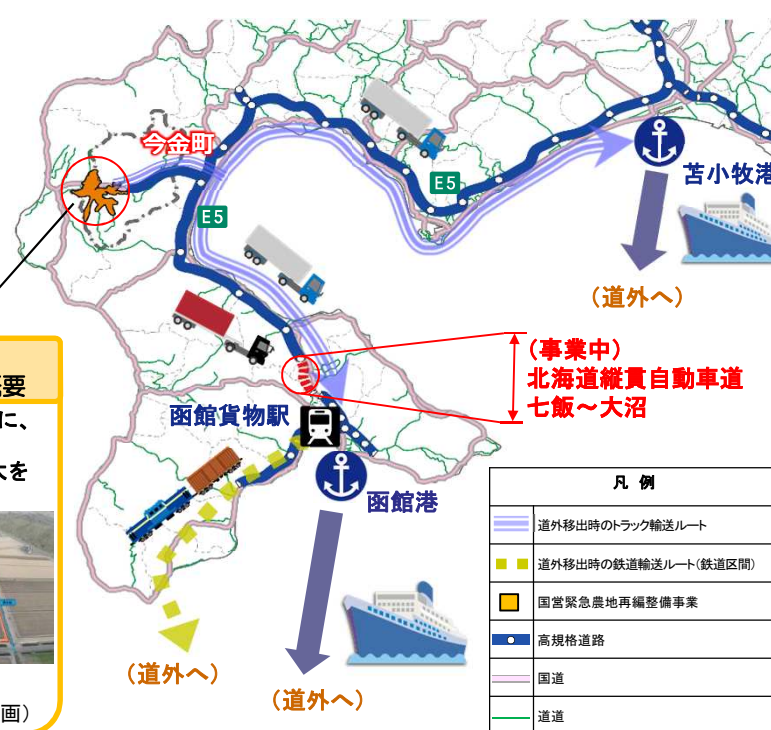 今金町
E5
苫小牧港
E5
(道外へ)
(事業中)
北海道縦貫自動車道
七飯～大沼
要
に、
函館貨物駅
大を
函館港
凡 例
道外移出時のトラック輸送ルート
道外移出時の鉄道輸送ルート(鉄道区間)
国営緊急農地再編整備事業
高規格道路
国道
道道
(道外へ)
(道外へ)
画)